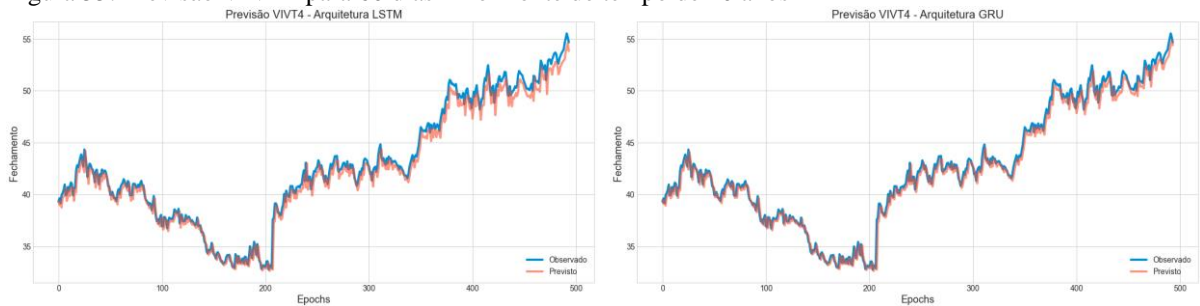 Previsão VIVT4 - Arquitetura LSTM
55
50
45
40
35
Fechamento
0
100
200
300
400
500
Epochs
Observado
Previsto
Previsão VIVT4 - Arquitetura GRU
55
50
45
40
35
Fechamento
0
100
200
300
400
500
Epochs
Observado
Previsto